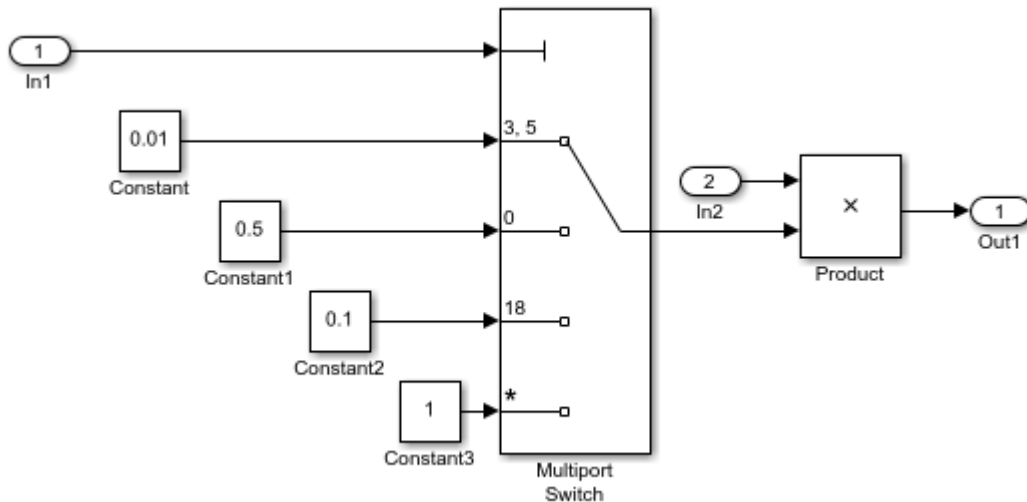 1
In1
0.01
Constant
3, 5
0.5
Constant1
0
0.1
Constant2
18
1
Constant3
*
Multiport
Switch
2
In2
×
Product
1
Out1